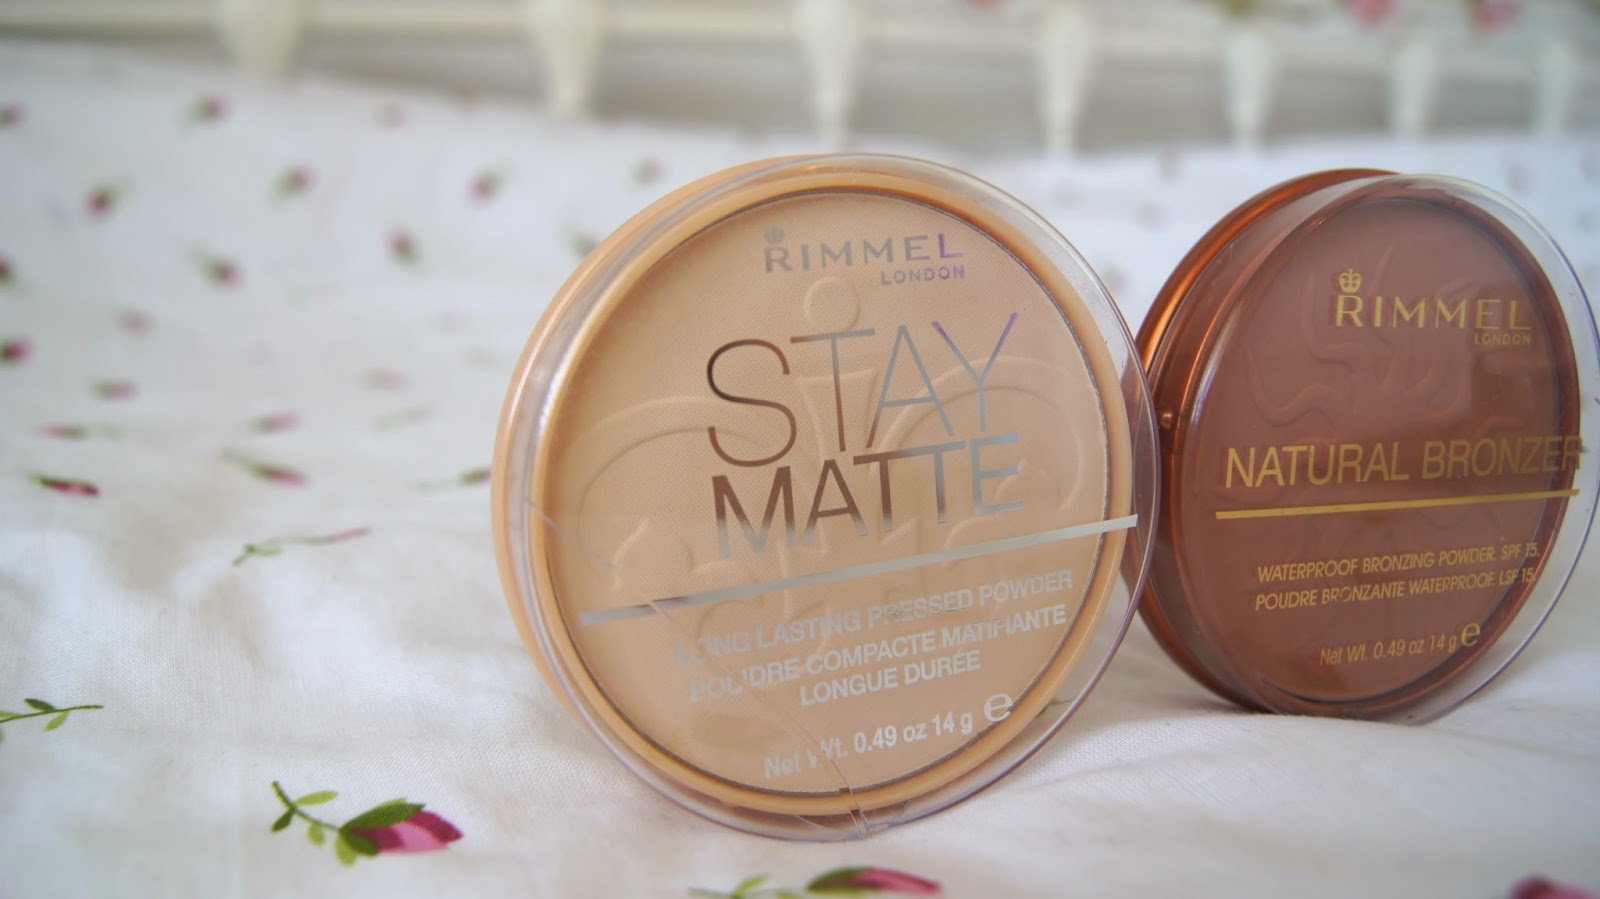 RIMMEL
LONDON
STAY
MATTE
LONG LASTING PRESSED POWDER
POUDRE COMPACTE MATIFIANTE
LONGUE DURÉE
Net Wt. 0.49 oz 14 g e
RIMMEL
LONDON
NATURAL BRONZER
WATERPROOF BRONZING POWDER. SPF 15.
POUDRE BRONZANTE WATERPROOF. LSF 15.
Net Wt. 0.49 oz 14 g e